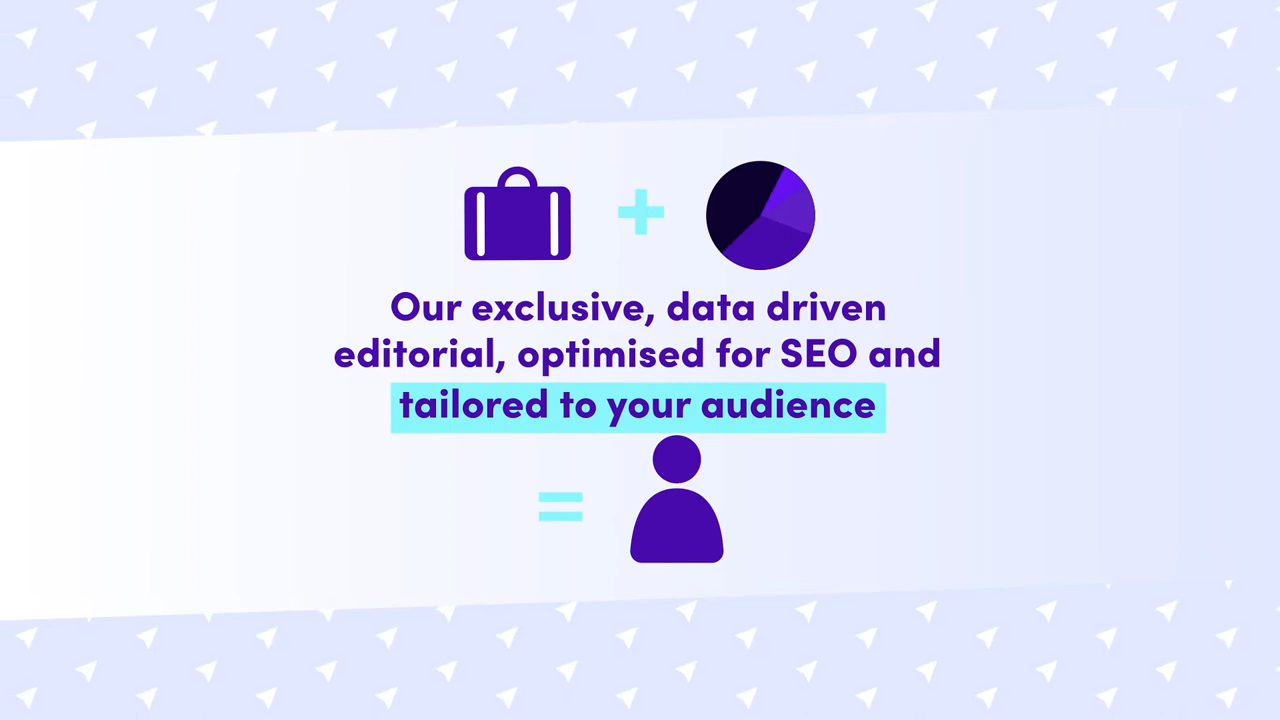 Our exclusive, data driven
editorial, optimised for SEO and
tailored to your audience